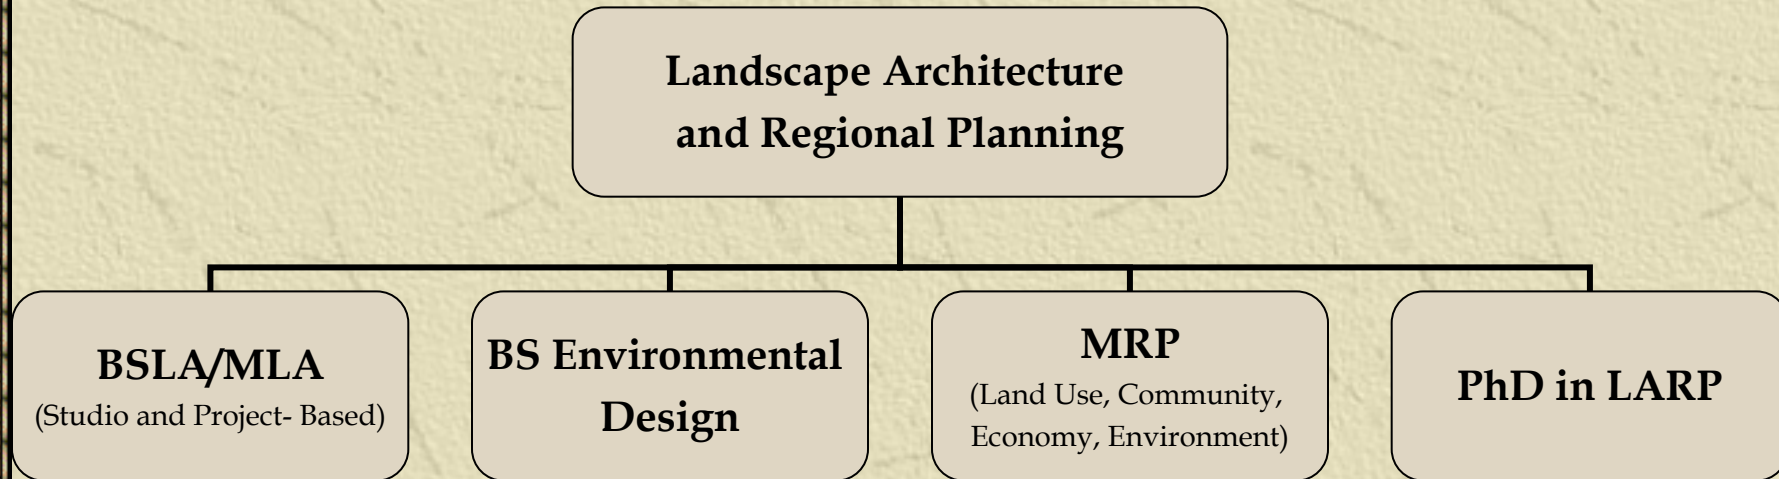 Landscape Architecture
and Regional Planning
BSLA/MLA
(Studio and Project- Based)
BS Environmental
Design
MRP
(Land Use, Community,
Economy, Environment)
PhD in LARP